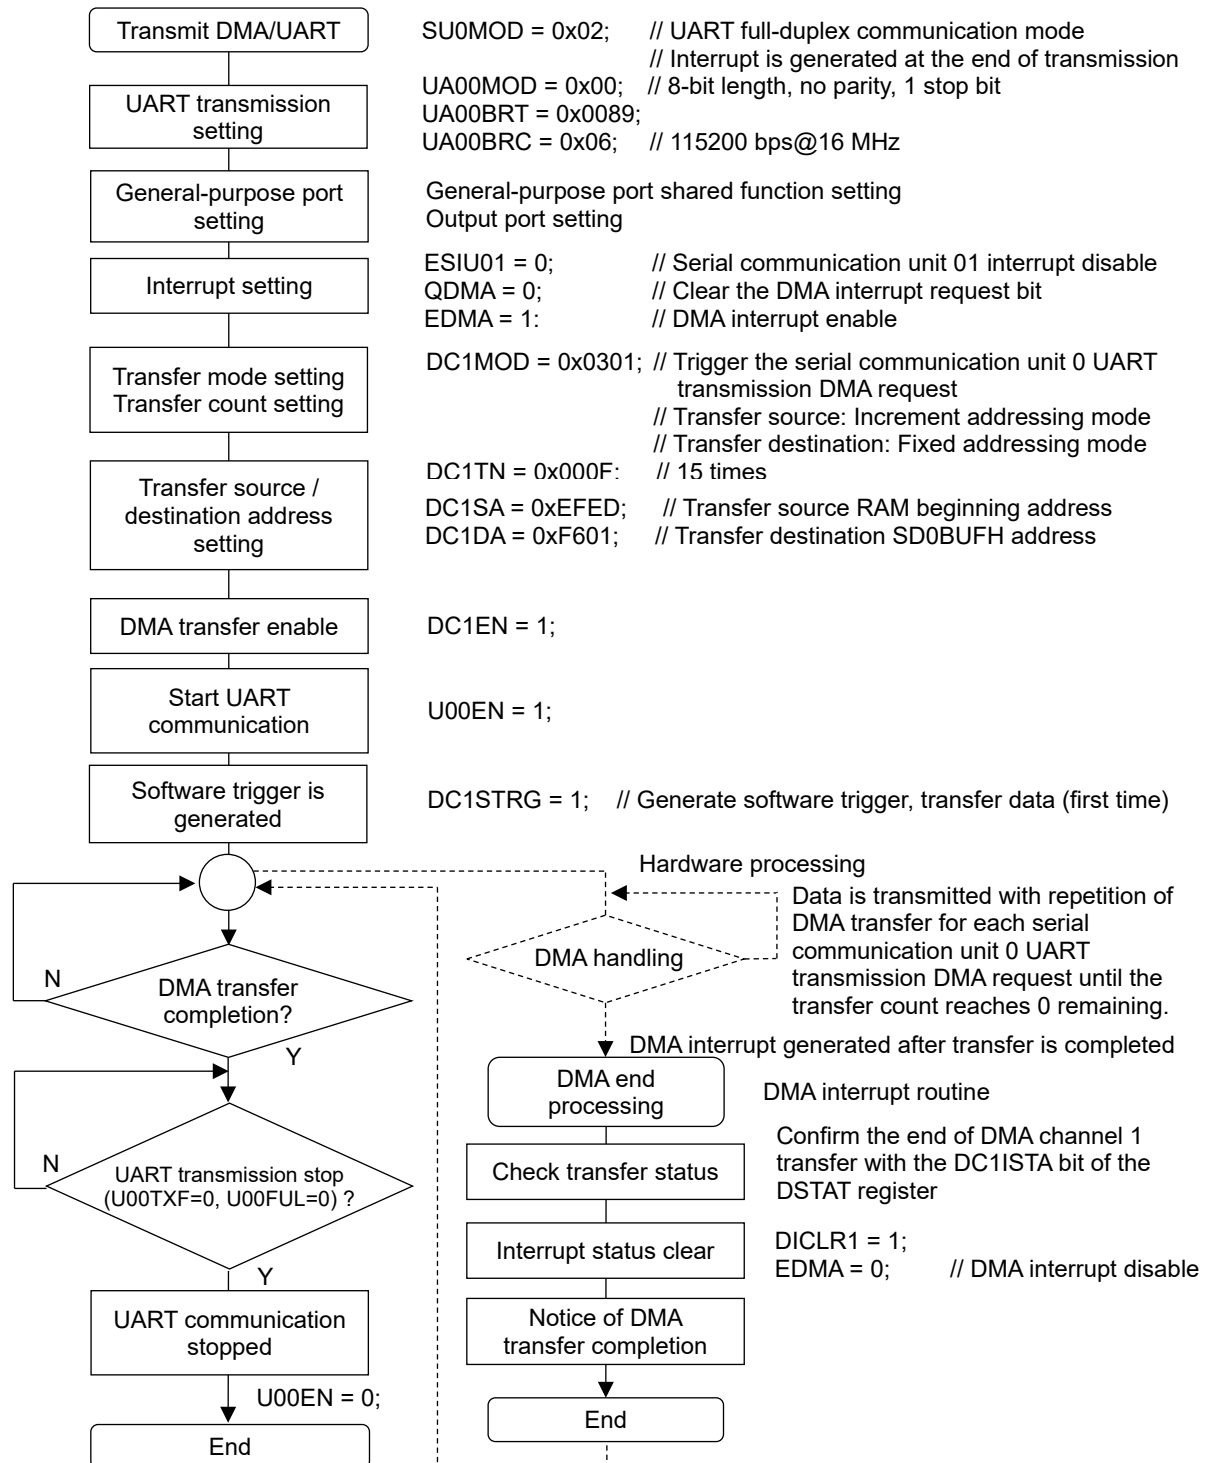 Transmit DMA/UART
SU0MOD = 0x02; // UART full-duplex communication mode
// Interrupt is generated at the end of transmission
UART transmission
setting
UA00MOD = 0x00; // 8-bit length, no parity, 1 stop bit
UA00BRT = 0x0089;
UA00BRC = 0x06; // 115200 bps@16 MHz
General-purpose port
setting
General-purpose port shared function setting
Output port setting
Interrupt setting
ESIU01 = 0; // Serial communication unit 01 interrupt disable
QDMA = 0; // Clear the DMA interrupt request bit
EDMA = 1: // DMA interrupt enable
Transfer mode setting
Transfer count setting
DC1MOD = 0x0301; // Trigger the serial communication unit 0 UART
transmission DMA request
// Transfer source: Increment addressing mode
// Transfer destination: Fixed addressing mode
DC1TN = 0x000F; // 15 times
Transfer source /
destination address
setting
DC1SA = 0xEFED; // Transfer source RAM beginning address
DC1DA = 0xF601; // Transfer destination SD0BUFH address
DMA transfer enable
DC1EN = 1;
Start UART
communication
U00EN = 1;
Software trigger is
generated
DC1STRG = 1; // Generate software trigger, transfer data (first time)
Hardware processing
DMA handling
Data is transmitted with repetition of
DMA transfer for each serial
communication unit 0 UART
transmission DMA request until the
transfer count reaches 0 remaining.
N
DMA transfer
completion?
Y
DMA interrupt generated after transfer is completed
DMA end
processing
DMA interrupt routine
N
UART transmission stop
(U00TXF=0, U00FUL=0) ?
Y
Check transfer status
Confirm the end of DMA channel 1
transfer with the DC1ISTA bit of the
DSTAT register
Interrupt status clear
DICLR1 = 1;
EDMA = 0; // DMA interrupt disable
UART communication
stopped
Notice of DMA
transfer completion
U00EN = 0;
End
End